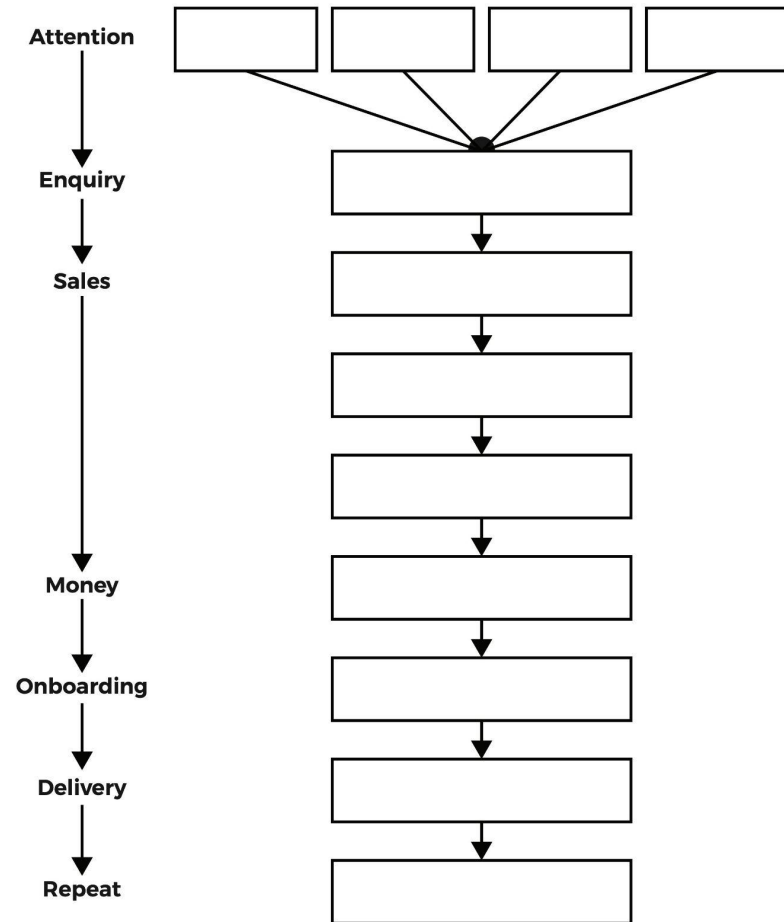 Attention
Enquiry
Sales
Money
Onboarding
Delivery
Repeat